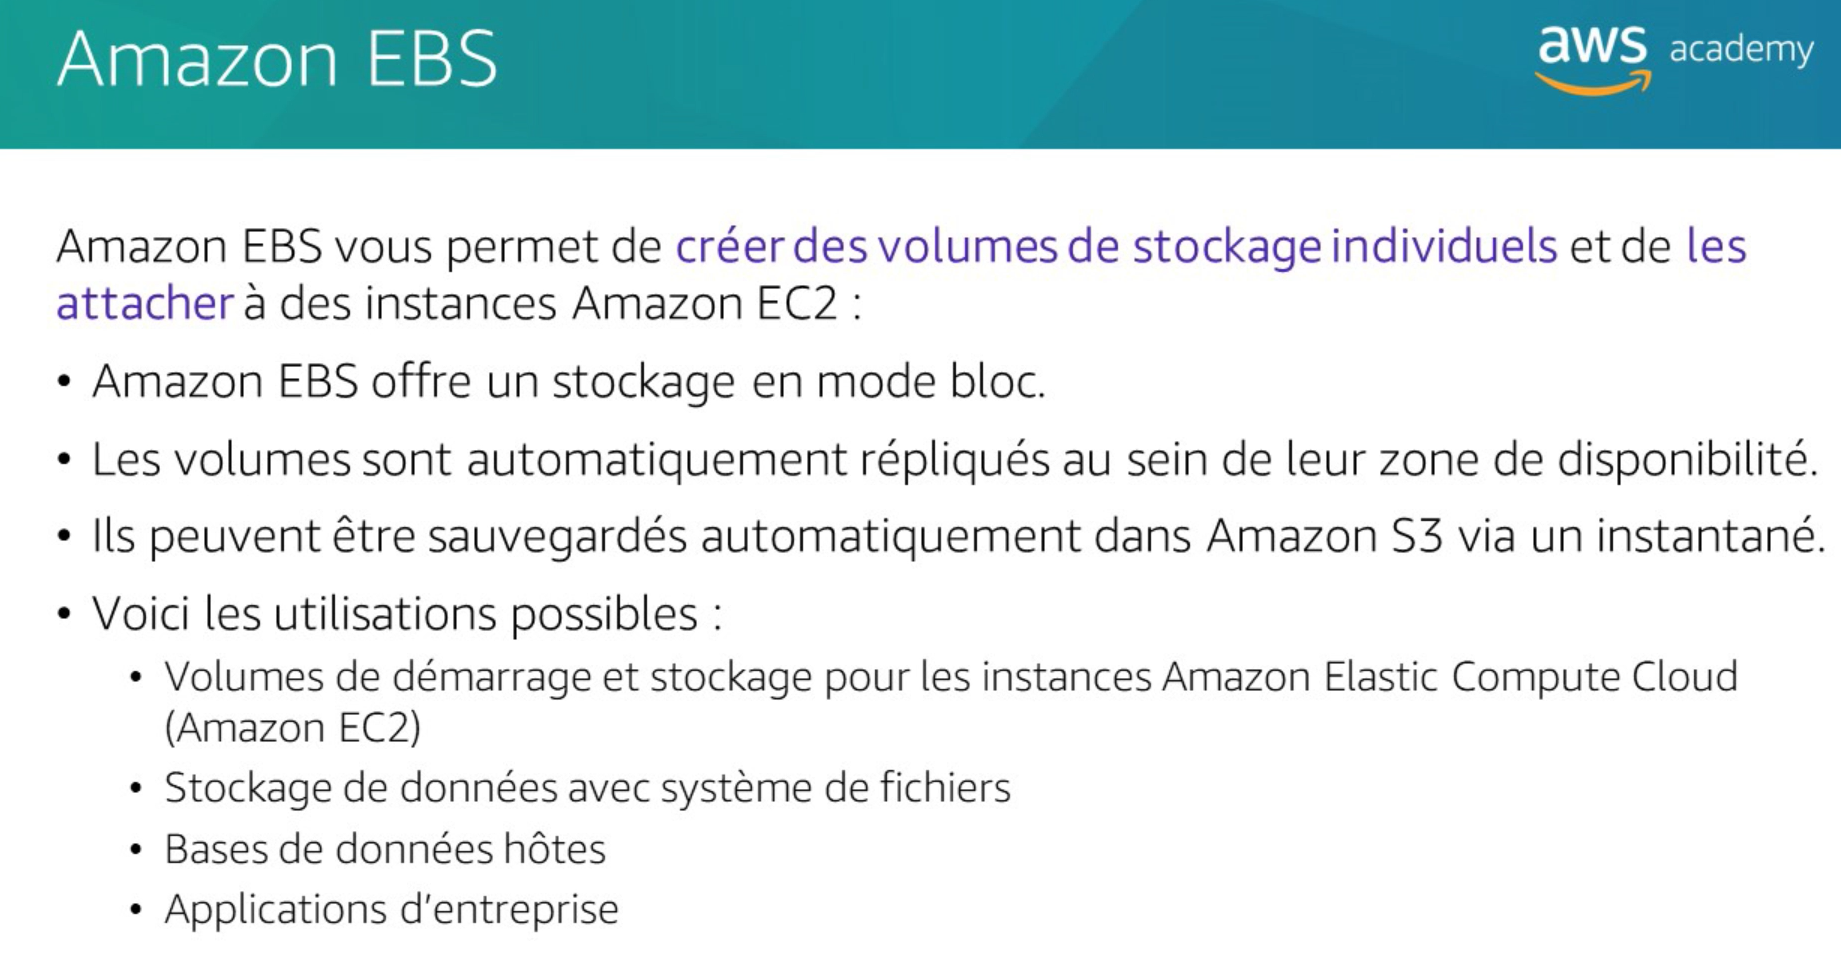 Amazon EBS
aws academy
Amazon EBS vous permet de créer des volumes de stockage individuels et de les
attacher à des instances Amazon EC2 :
• Amazon EBS offre un stockage en mode bloc.
• Les volumes sont automatiquement répliqués au sein de leur zone de disponibilité.
• Ils peuvent être sauvegardés automatiquement dans Amazon S3 via un instantané.
• Voici les utilisations possibles :
• Volumes de démarrage et stockage pour les instances Amazon Elastic Compute Cloud
(Amazon EC2)
• Stockage de données avec système de fichiers
• Bases de données hôtes
• Applications d'entreprise